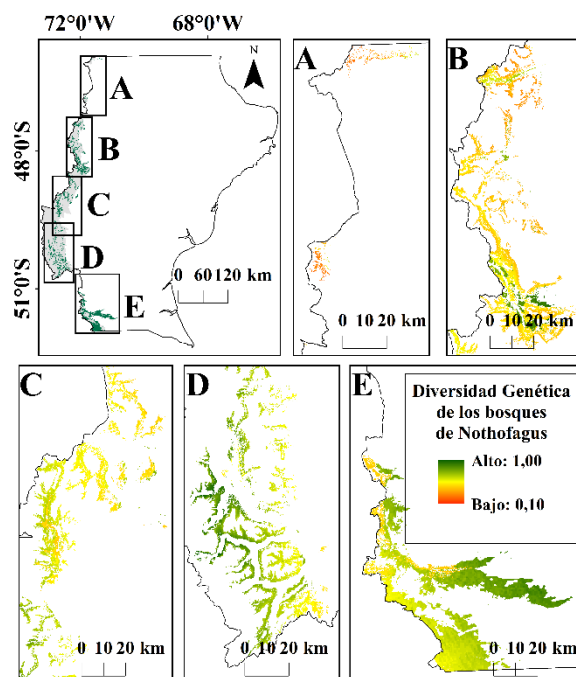 72°0'W 68°0'W
N
48°0'S
51°0'S
A
B
C
D
E
0 60 120 km
A
0 10 20 km
B
0 10 20 km
C
0 10 20 km
D
0 10 20 km
E
Diversidad Genética
de los bosques
de Nothofagus
Alto: 1,00
Bajo: 0,10
0 10 20 km